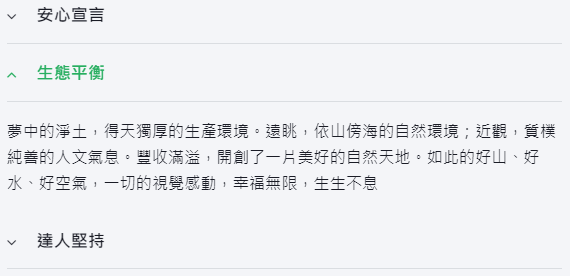 安心宣言
生態平衡
夢中的淨土，得天獨厚的生產環境。遠眺，依山傍海的自然環境；近觀，質樸
純善的人文氣息。豐收滿溢，開創了一片美好的自然天地。如此的好山、好
水、好空氣，一切的視覺感動，幸福無限，生生不息
達人堅持